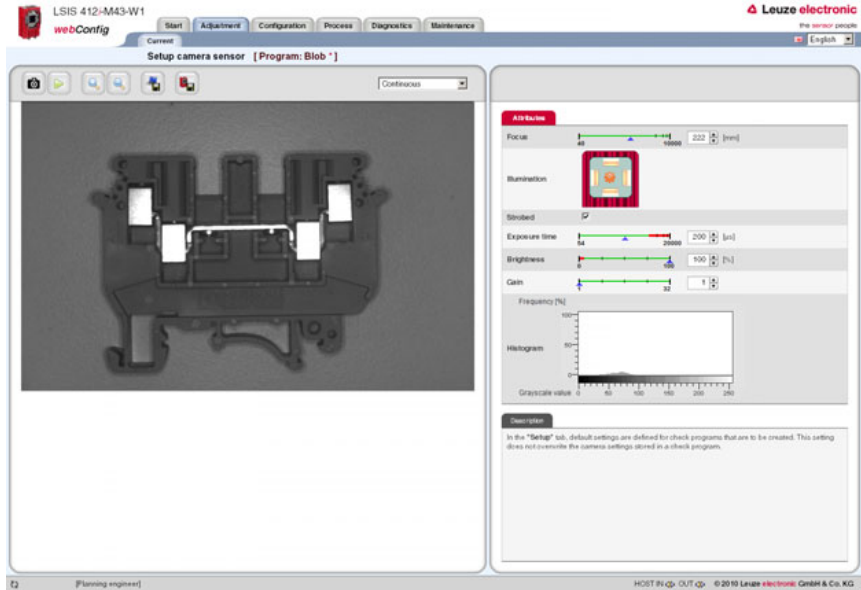 LSIS 412i-M43-W1
webConfig
Start Adjustment Configuration Process Diagnostics Maintenance
Leuze electronic
the sensor people
Current
English
Setup camera sensor [Program: Blob *]
Continuous
Attributes
Focus 40 10000 222 [mm]
Illumination
Strobed
Exposure time 54 20000 200 [µs]
Brightness 0 100 100 [%]
Gain 1 32 1
Frequency [%]
100
50
0
Histogram
Grayscale value 0 50 100 150 200 250
Description
In the "Setup" tab, default settings are defined for check programs that are to be created. This setting
does not overwrite the camera settings stored in a check program.
[Planning engineer]
HOST IN OUT © 2010 Leuze electronic GmbH & Co. KG